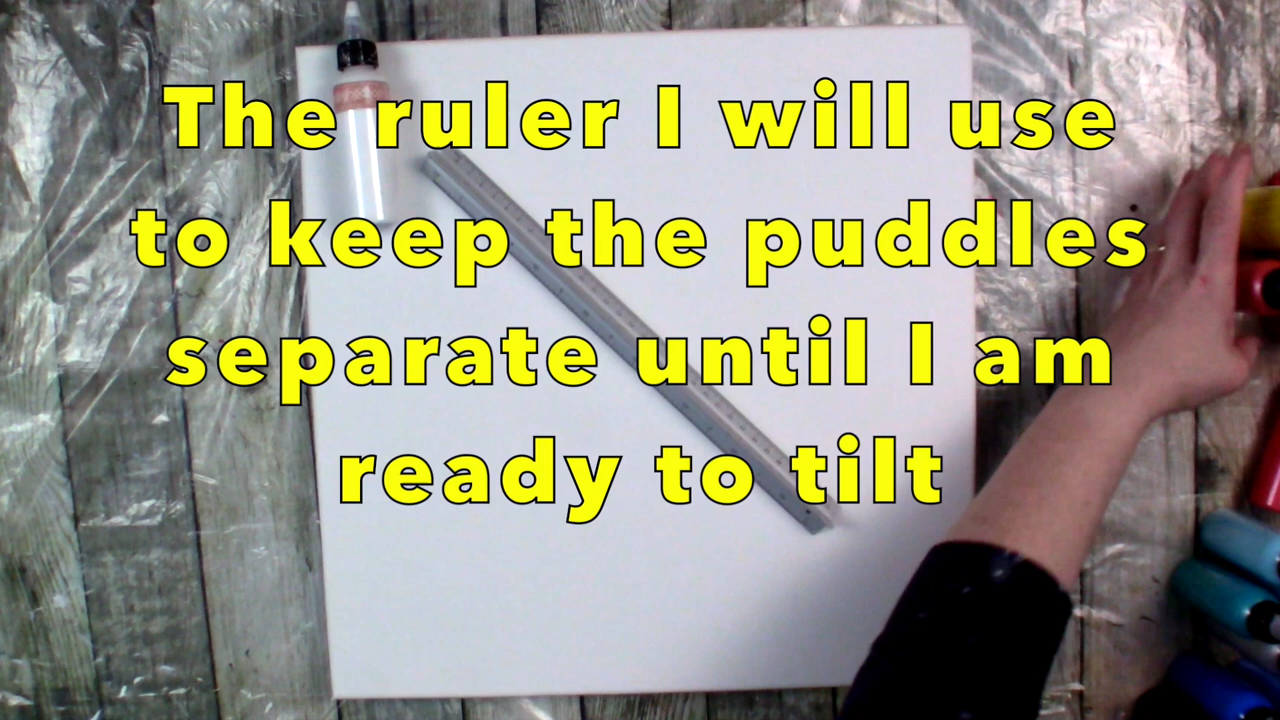 The ruler I will use
to keep the puddles
separate until I am
ready to tilt